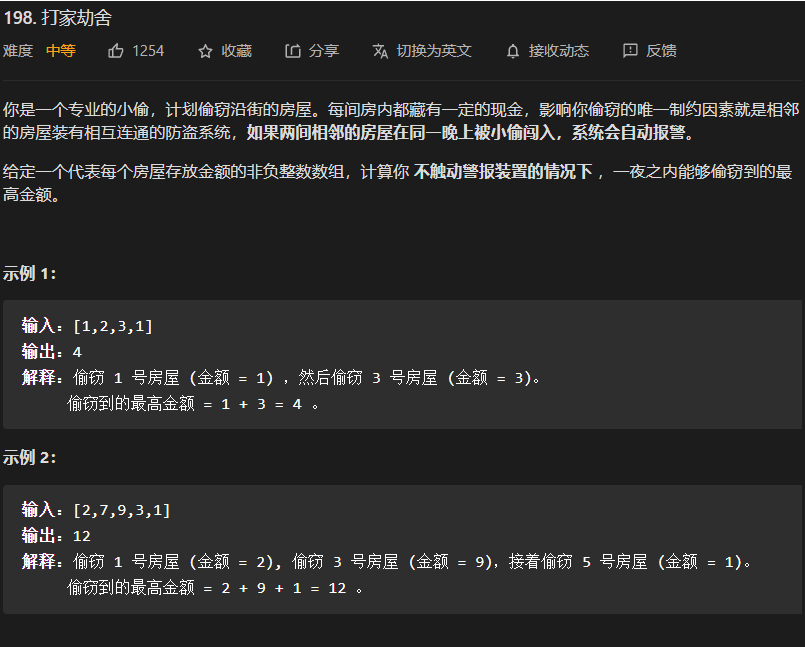 198. 打家劫舍
难度 中等 1254 收藏 分享 切换为英文 接收动态 反馈
你是一个专业的小偷，计划偷窃沿街的房屋。每间房内都藏有一定的现金，影响你偷窃的唯一制约因素就是相邻
的房屋装有相互连通的防盗系统，如果两间相邻的房屋在同一晚上被小偷闯入，系统会自动报警。
给定一个代表每个房屋存放金额的非负整数数组，计算你 不触动警报装置的情况下 ，一夜之内能够偷窃到的最
高金额。
示例 1：
输入：[1,2,3,1]
输出：4
解释：偷窃 1 号房屋 (金额 = 1) ，然后偷窃 3 号房屋 (金额 = 3)。
偷窃到的最高金额 = 1 + 3 = 4 。
示例 2：
输入：[2,7,9,3,1]
输出：12
解释：偷窃 1 号房屋 (金额 = 2), 偷窃 3 号房屋 (金额 = 9)，接着偷窃 5 号房屋 (金额 = 1)。
偷窃到的最高金额 = 2 + 9 + 1 = 12 。